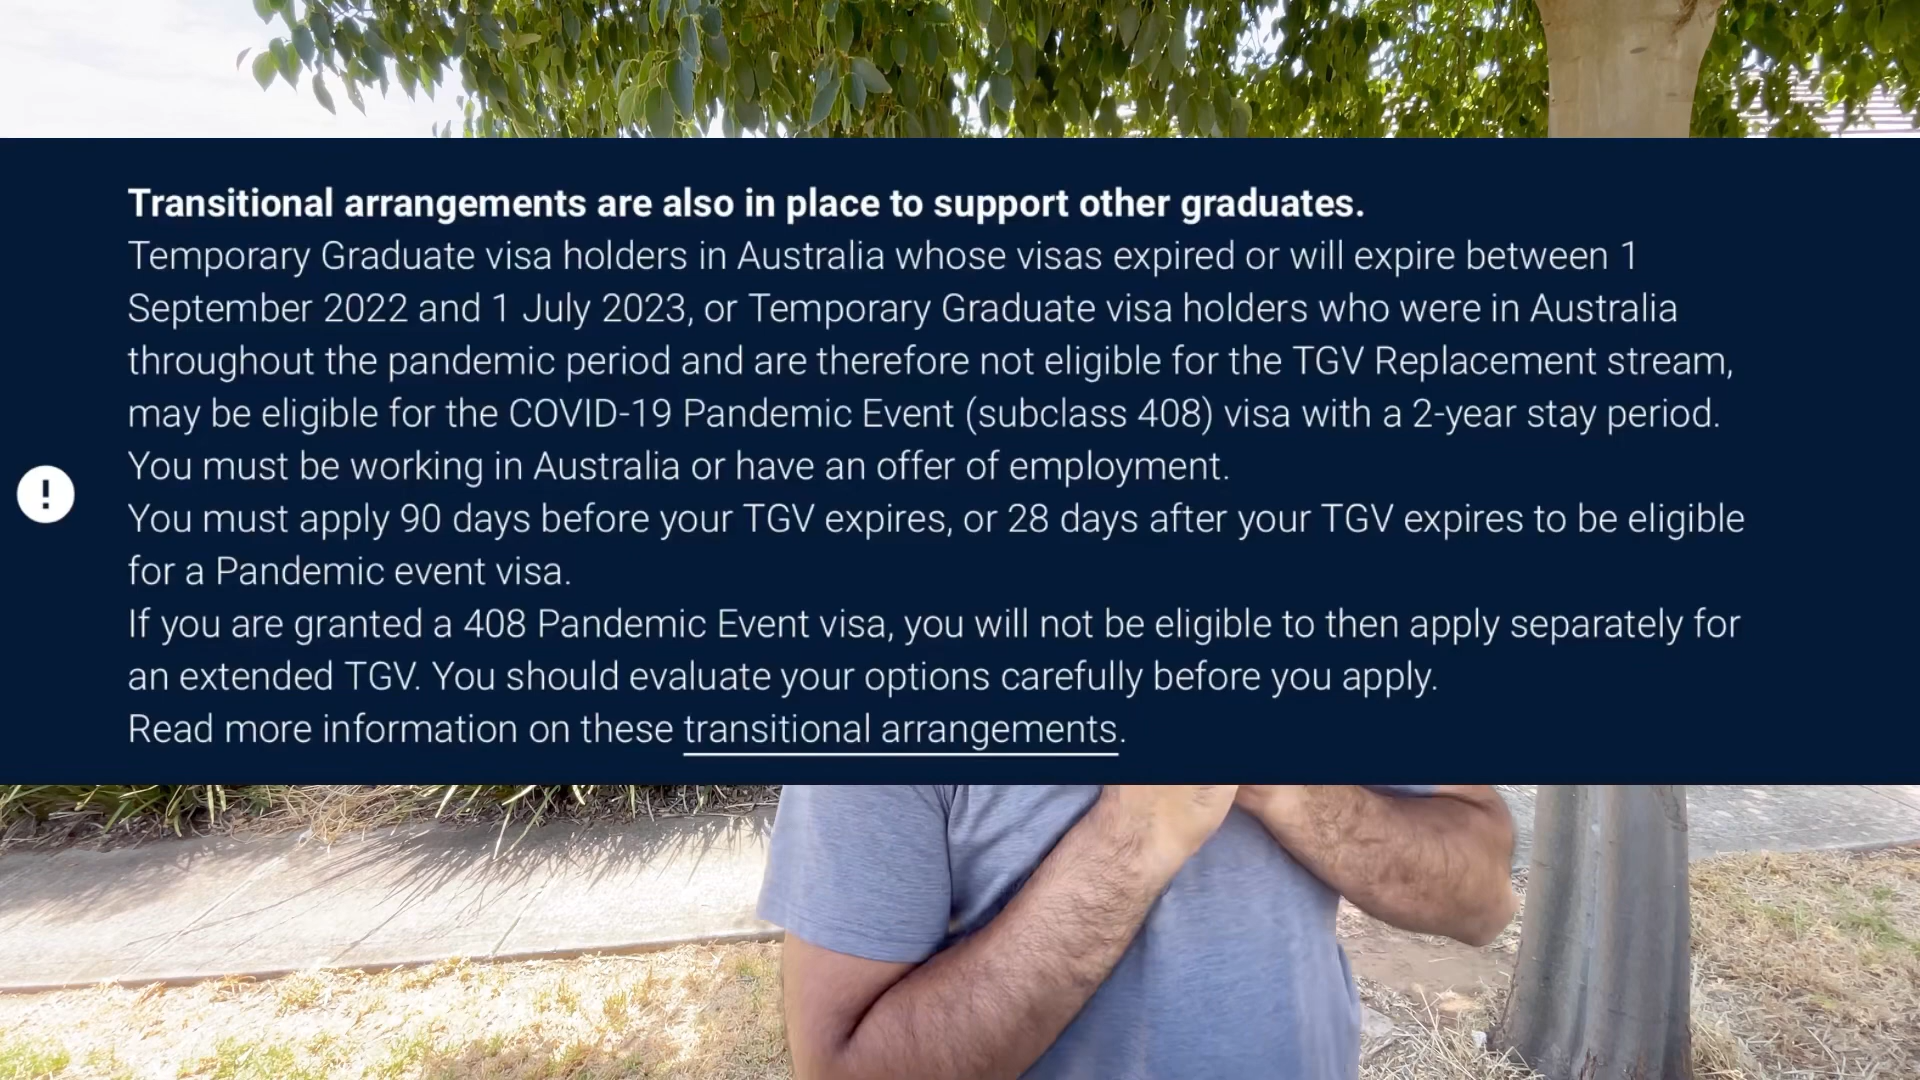 Transitional arrangements are also in place to support other graduates.
Temporary Graduate visa holders in Australia whose visas expired or will expire between 1
September 2022 and 1 July 2023, or Temporary Graduate visa holders who were in Australia
throughout the pandemic period and are therefore not eligible for the TGV Replacement stream,
may be eligible for the COVID-19 Pandemic Event (subclass 408) visa with a 2-year stay period.
You must be working in Australia or have an offer of employment.
You must apply 90 days before your TGV expires, or 28 days after your TGV expires to be eligible
for a Pandemic event visa.
If you are granted a 408 Pandemic Event visa, you will not be eligible to then apply separately for
an extended TGV. You should evaluate your options carefully before you apply.
Read more information on these transitional arrangements.